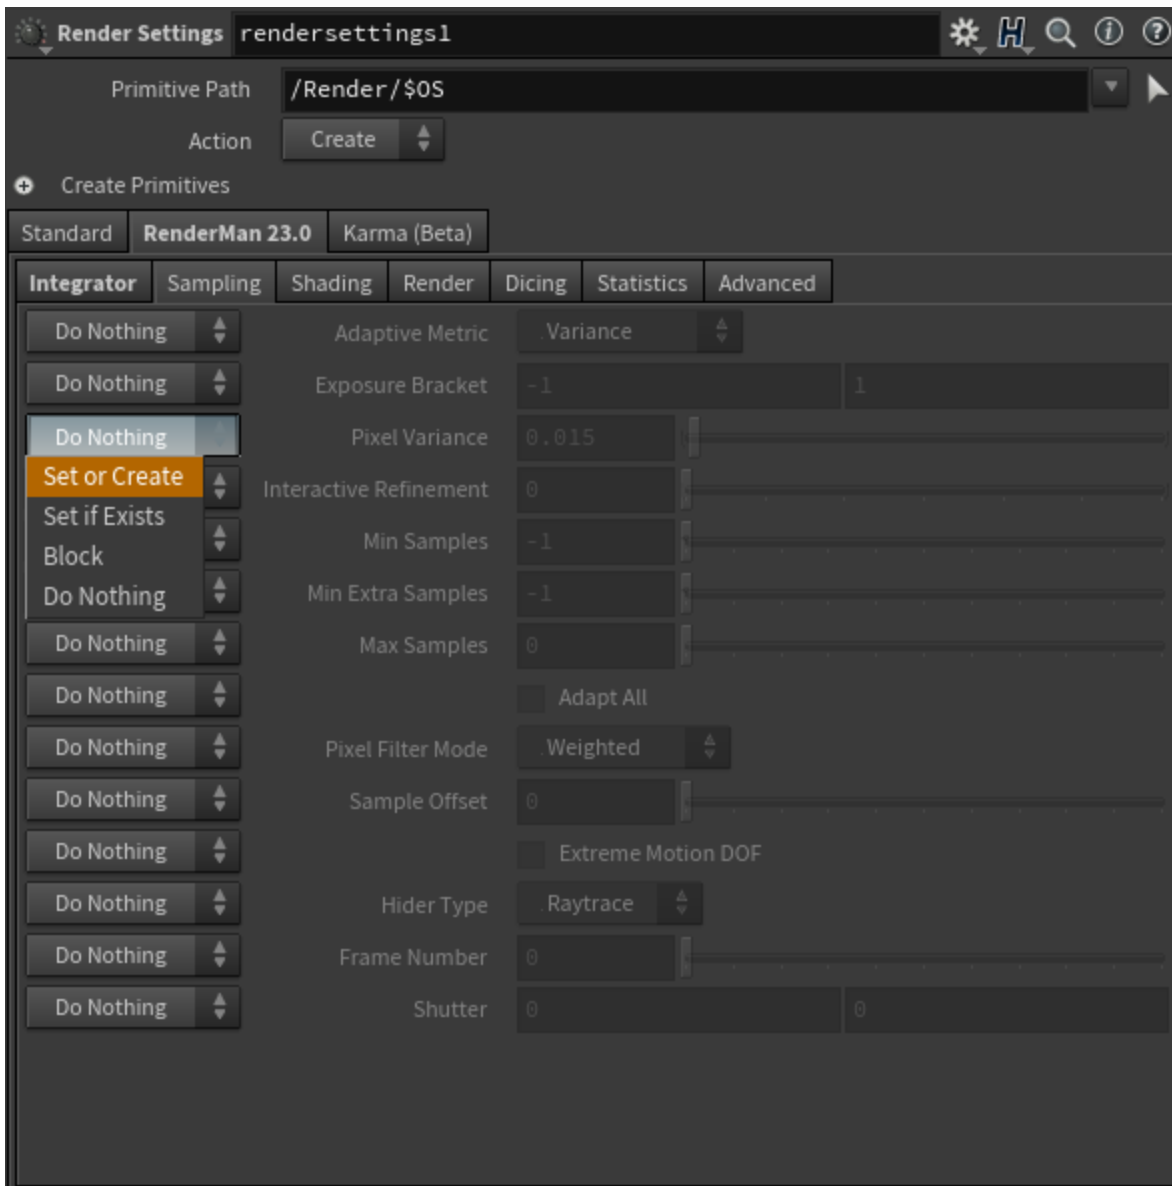 Render Settings rendersettings1
Primitive Path /Render/$OS
Action Create
Create Primitives
Standard RenderMan 23.0 Karma (Beta)
Integrator Sampling Shading Render Dicing Statistics Advanced
Do Nothing Adaptive Metric Variance
Do Nothing Exposure Bracket -1 1
Do Nothing Pixel Variance 0.015
Set or Create
Interactive Refinement 0
Set if Exists
Min Samples -1
Block
Do Nothing Min Extra Samples -1
Do Nothing Max Samples 0
Do Nothing Adapt All
Do Nothing Pixel Filter Mode Weighted
Do Nothing Sample Offset 0
Do Nothing Extreme Motion DOF
Do Nothing Hider Type Raytrace
Do Nothing Frame Number 0
Do Nothing Shutter 0 0